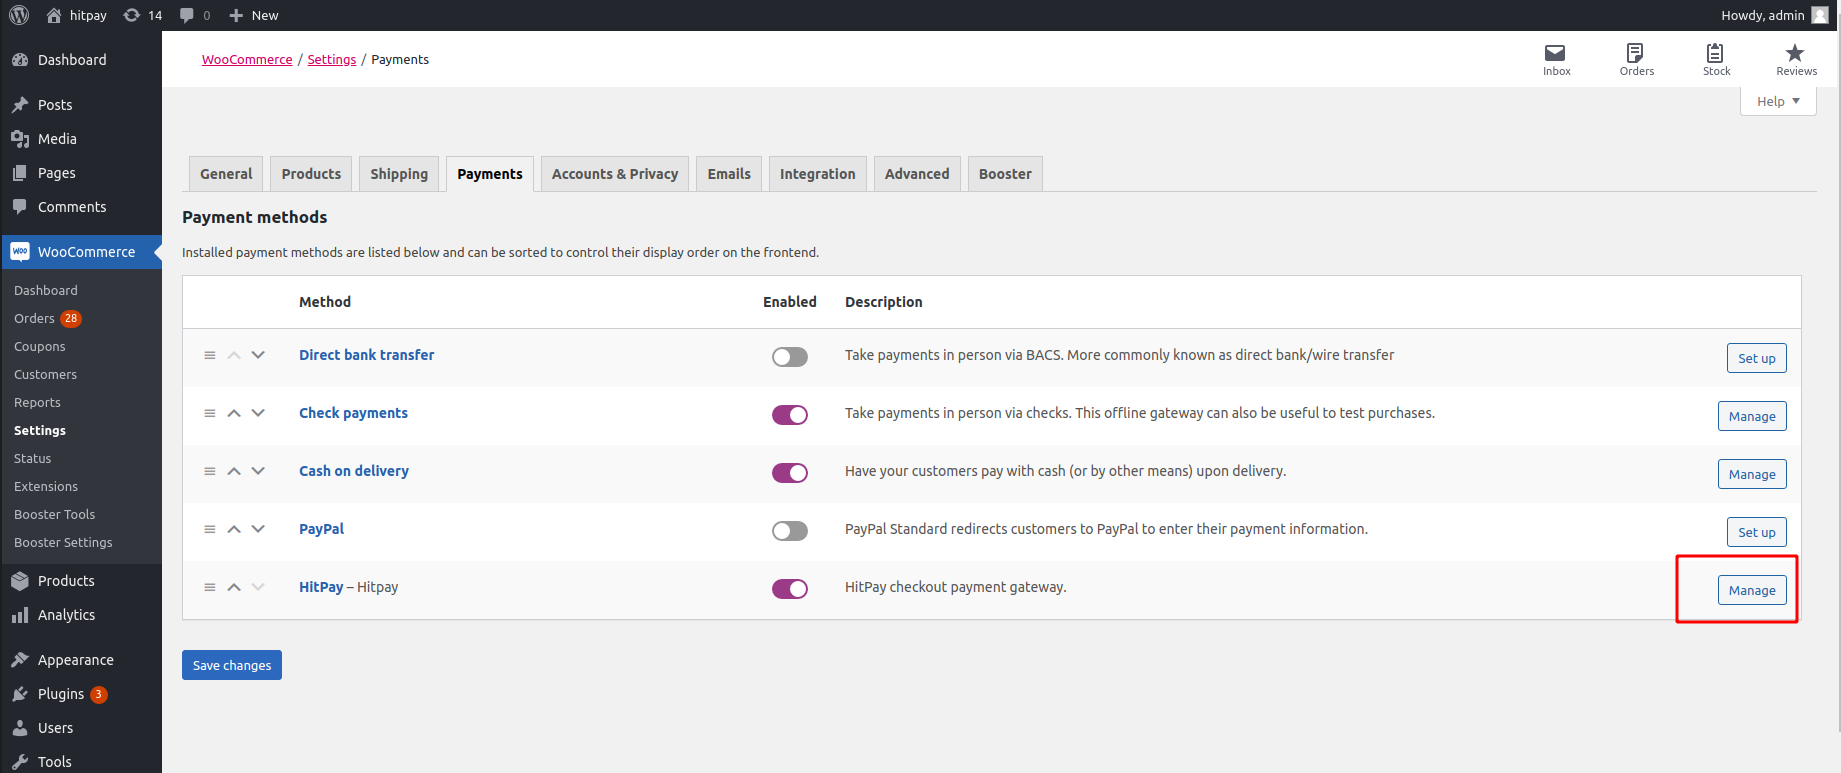 hitpay 14 0 New Howdy, admin
WooCommerce / Settings / Payments
Inbox Orders Stock Reviews
Help
Dashboard
Posts
Media
Pages
Comments
WooCommerce
Dashboard
Orders 28
Coupons
Customers
Reports
Settings
Status
Extensions
Booster Tools
Booster Settings
Products
Analytics
Appearance
Plugins 3
Users
Tools
General Products Shipping Payments Accounts & Privacy Emails Integration Advanced Booster
Payment methods
Installed payment methods are listed below and can be sorted to control their display order on the frontend.
Method Enabled Description
Direct bank transfer Take payments in person via BACS. More commonly known as direct bank/wire transfer Set up
Check payments Take payments in person via checks. This offline gateway can also be useful to test purchases. Manage
Cash on delivery Have your customers pay with cash (or by other means) upon delivery. Manage
PayPal PayPal Standard redirects customers to PayPal to enter their payment information. Set up
HitPay – Hitpay HitPay checkout payment gateway. Manage
Save changes